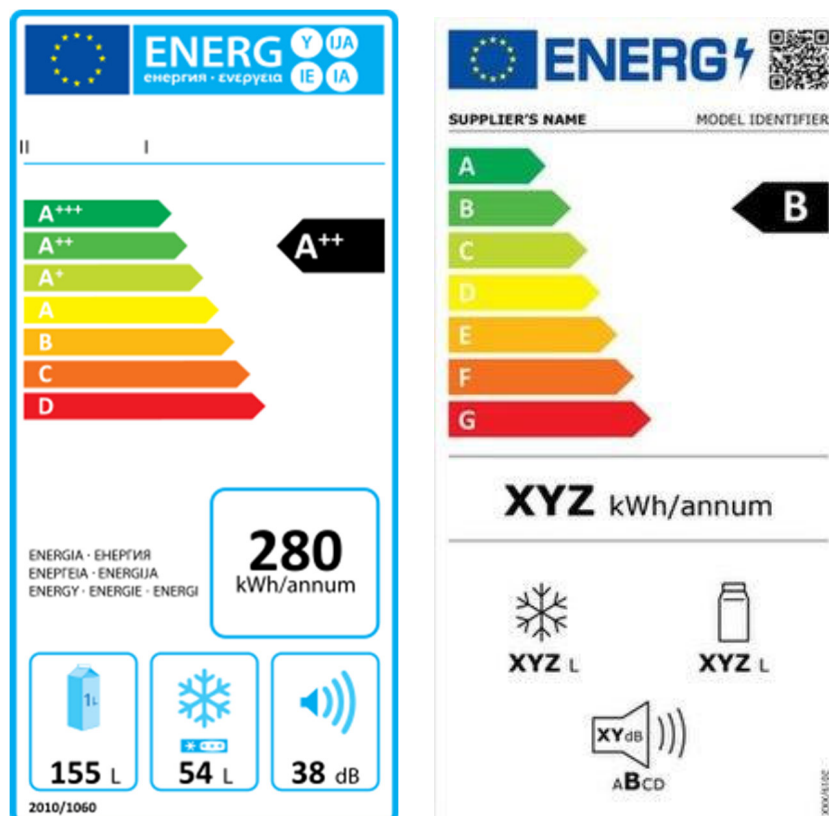 ENERG Y IJA
енергия · ενεργεια IE IA
II I
A+++
A++
A+
A
B
C
D
A++
ENERGIA · ЕНЕРГИЯ
ΕΝΕΡΓΕΙΑ · ENERGIJA
ENERGY · ENERGIE · ENERGI
280
kWh/annum
1L
155 L
54 L
38 dB
2010/1060
ENERG
SUPPLIER'S NAME MODEL IDENTIFIER
A
B
C
D
E
F
G
B
XYZ kWh/annum
XYZ L
XYZ L
XYdB
ABCD